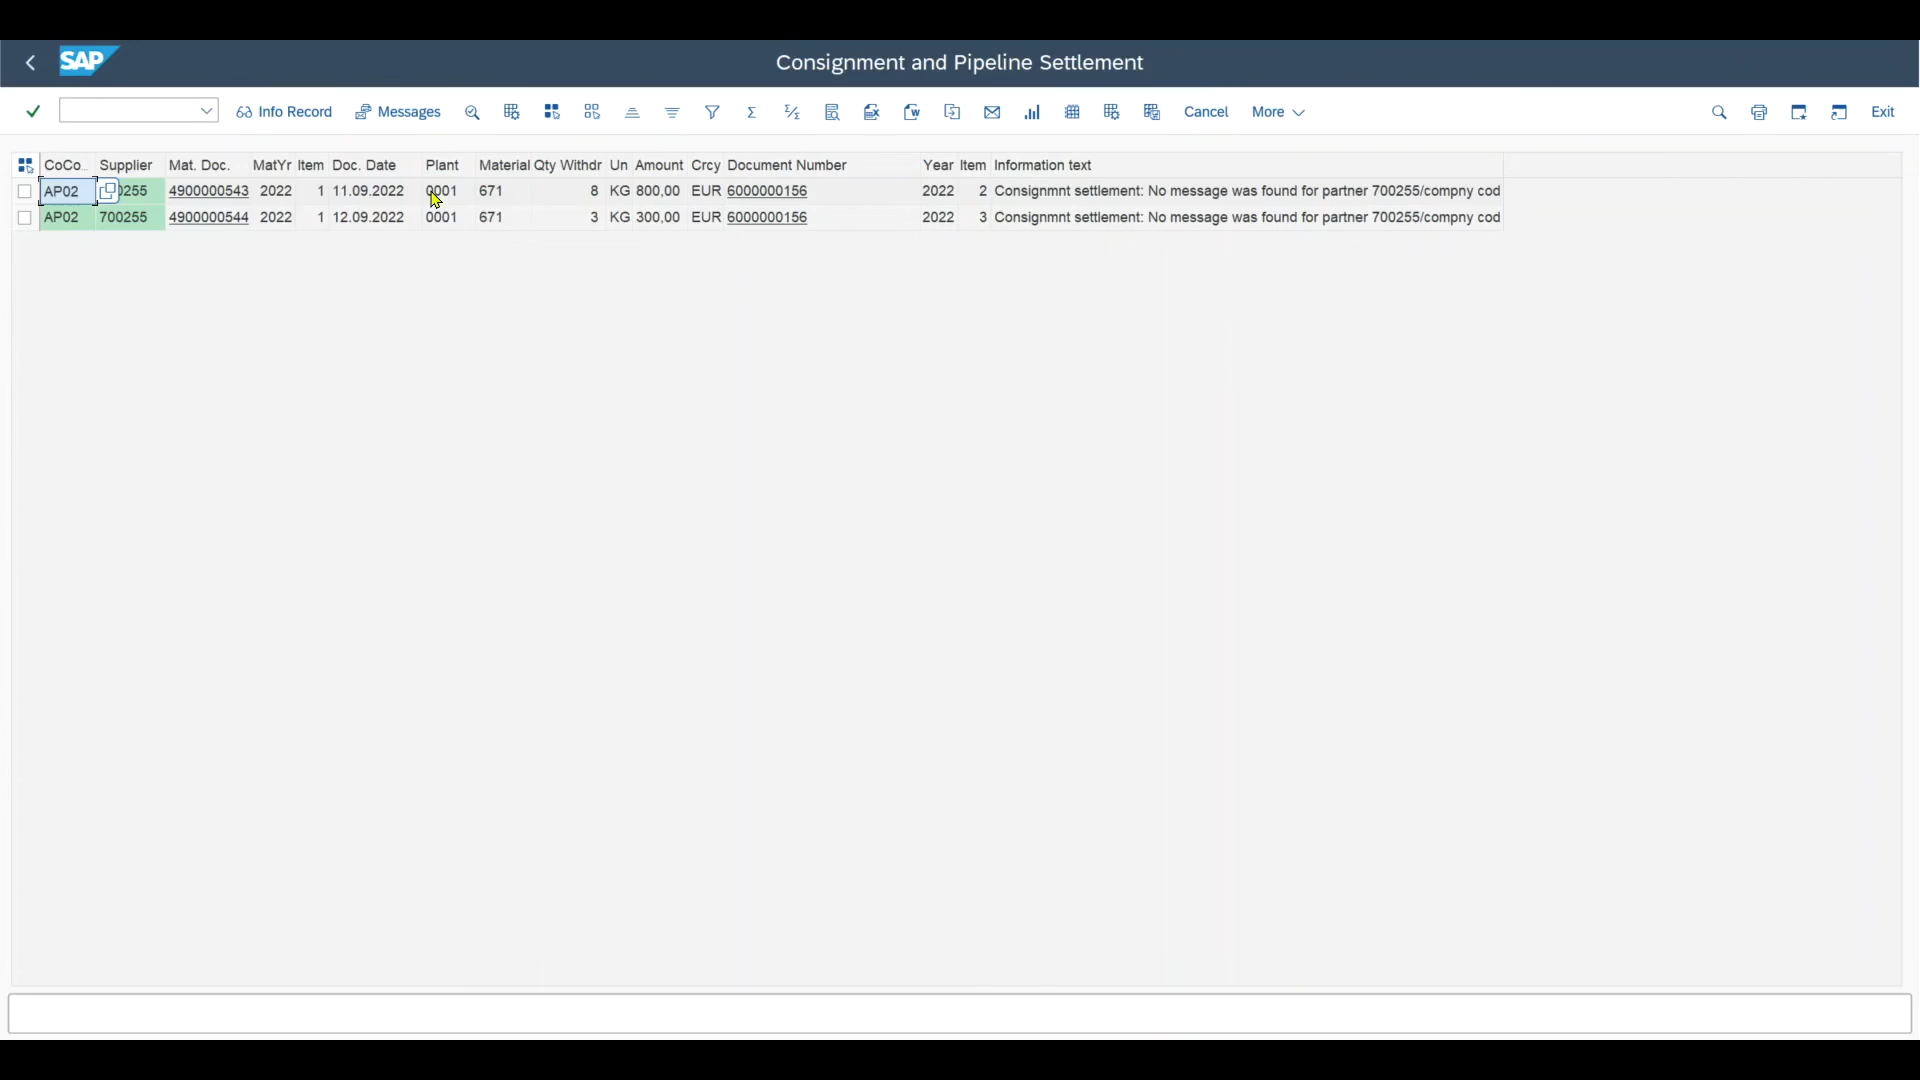 SAP Consignment and Pipeline Settlement
Info Record Messages Cancel More Exit
CoCo.. Supplier Mat. Doc. MatYr Item Doc. Date Plant Material Qty Withdr Un Amount Crcy Document Number Year Item Information text
AP02 0255 4900000543 2022 1 11.09.2022 0001 671 8 KG 800,00 EUR 6000000156 2022 2 Consignmnt settlement: No message was found for partner 700255/compny cod
AP02 700255 4900000544 2022 1 12.09.2022 0001 671 3 KG 300,00 EUR 6000000156 2022 3 Consignmnt settlement: No message was found for partner 700255/compny cod